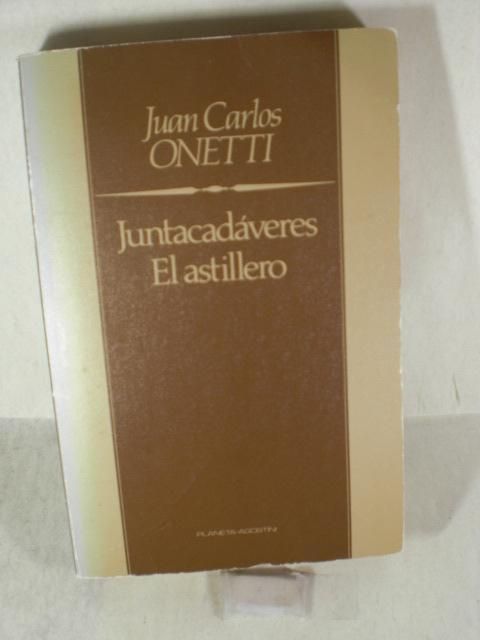 Juan Carlos
ONETTI
Juntacadáveres
El astillero
PLANETA-AGOSTINI